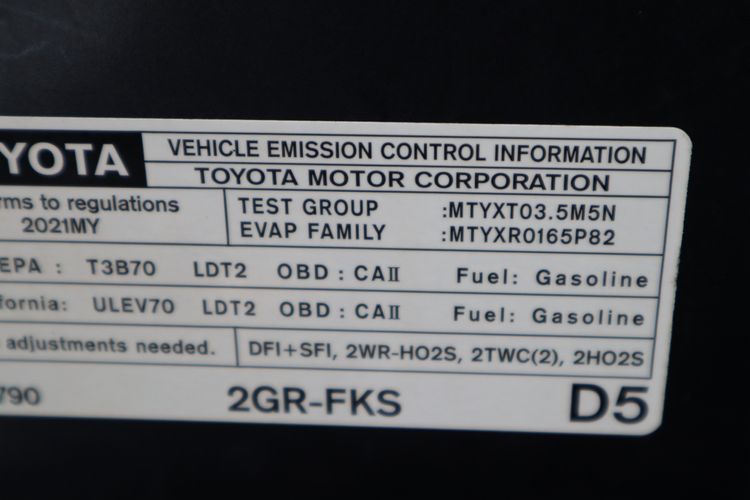 YOTA
VEHICLE EMISSION CONTROL INFORMATION
TOYOTA MOTOR CORPORATION
rms to regulations
2021MY
TEST GROUP :MTYXT03.5M5N
EVAP FAMILY :MTYXR0165P82
EPA : T3B70 LDT2 OBD : CAII Fuel: Gasoline
fornia: ULEV70 LDT2 OBD : CAII Fuel: Gasoline
adjustments needed.
DFI+SFI, 2WR-HO2S, 2TWC(2), 2HO2S
790 2GR-FKS D5